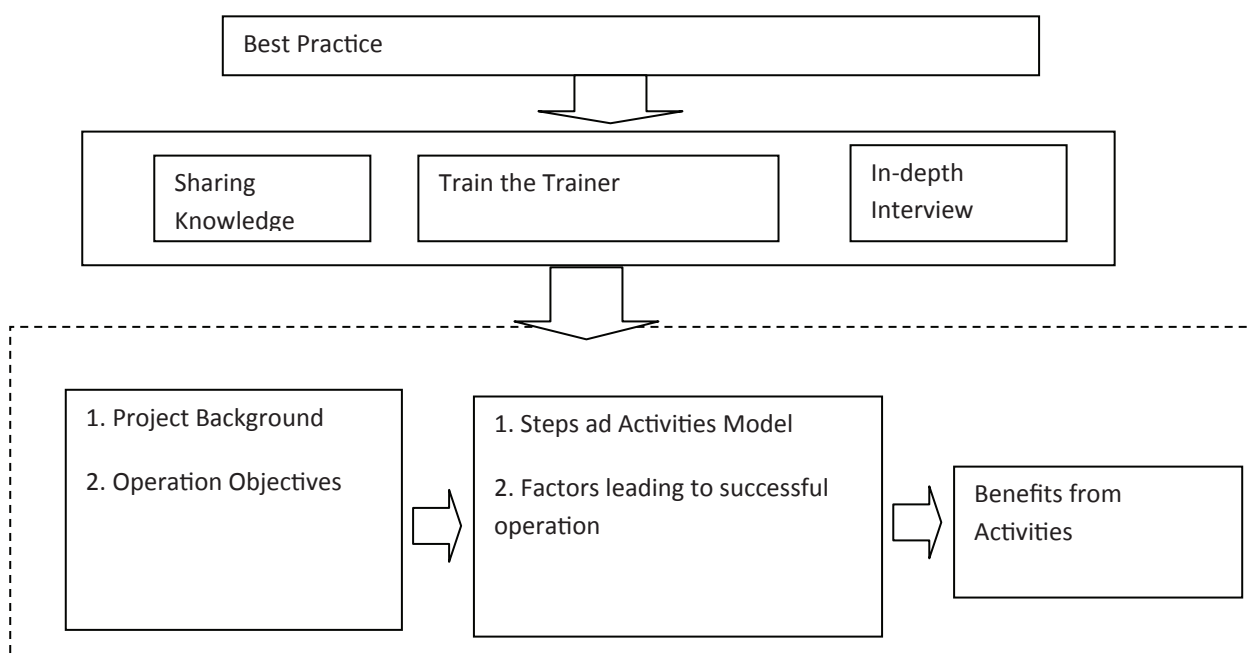 Best Practice
Sharing
Knowledge
Train the Trainer
In-depth
Interview
1. Project Background
2. Operation Objectives
1. Steps ad Activities Model
2. Factors leading to successful
operation
Benefits from
Activities